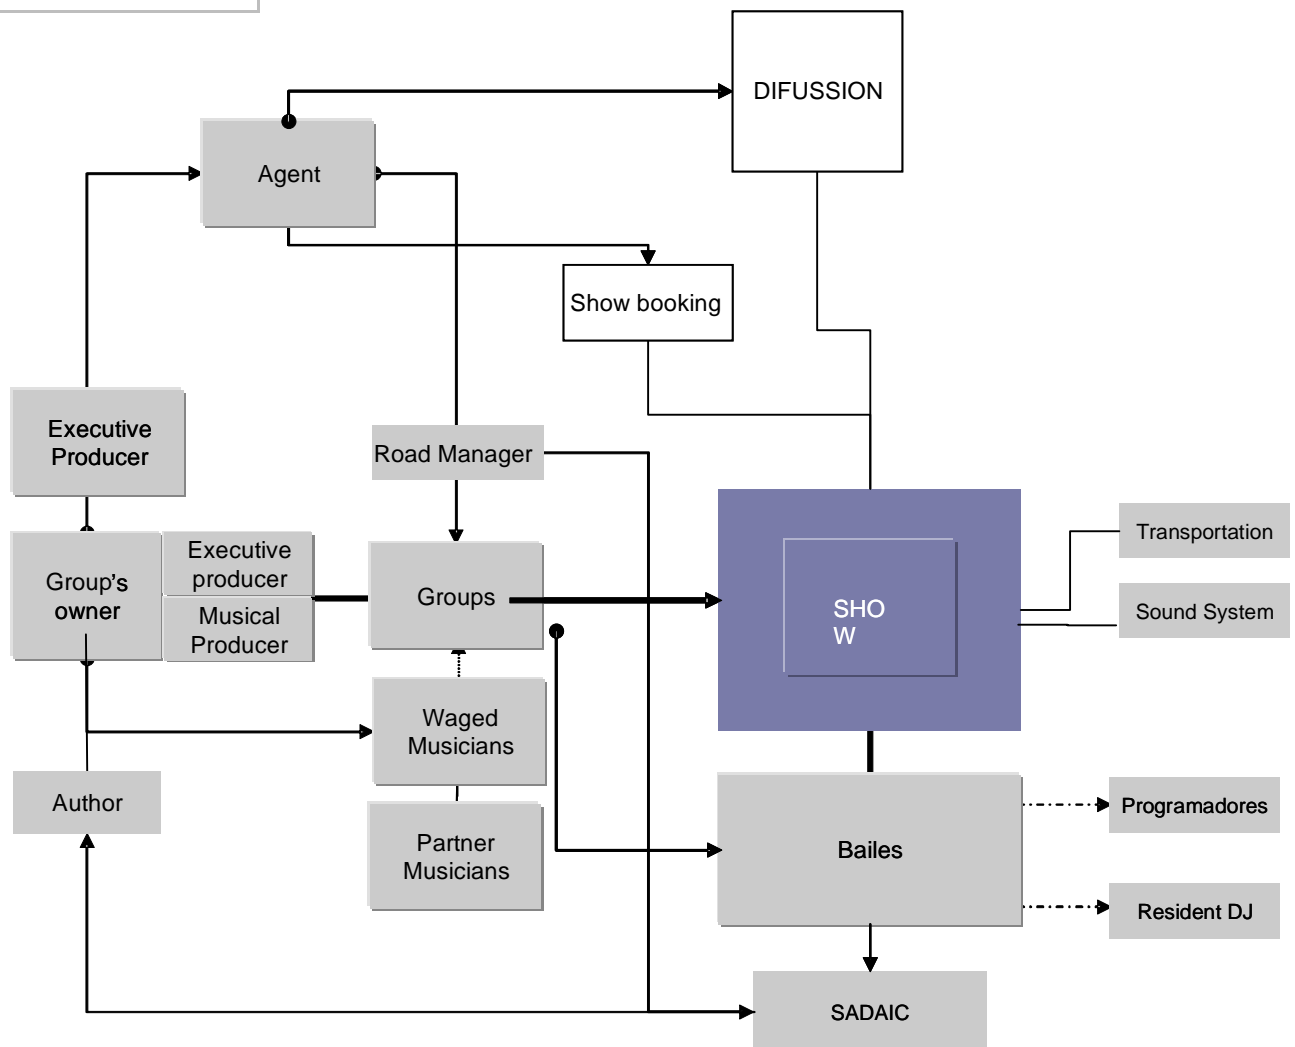 DIFUSSION
Agent
Show booking
Executive
Producer
Road Manager
Transportation
Executive
producer
Group's
owner
Groups
SHO
W
Sound System
Musical
Producer
Waged
Musicians
Author
Programadores
Partner
Musicians
Bailes
Resident DJ
SADAIC